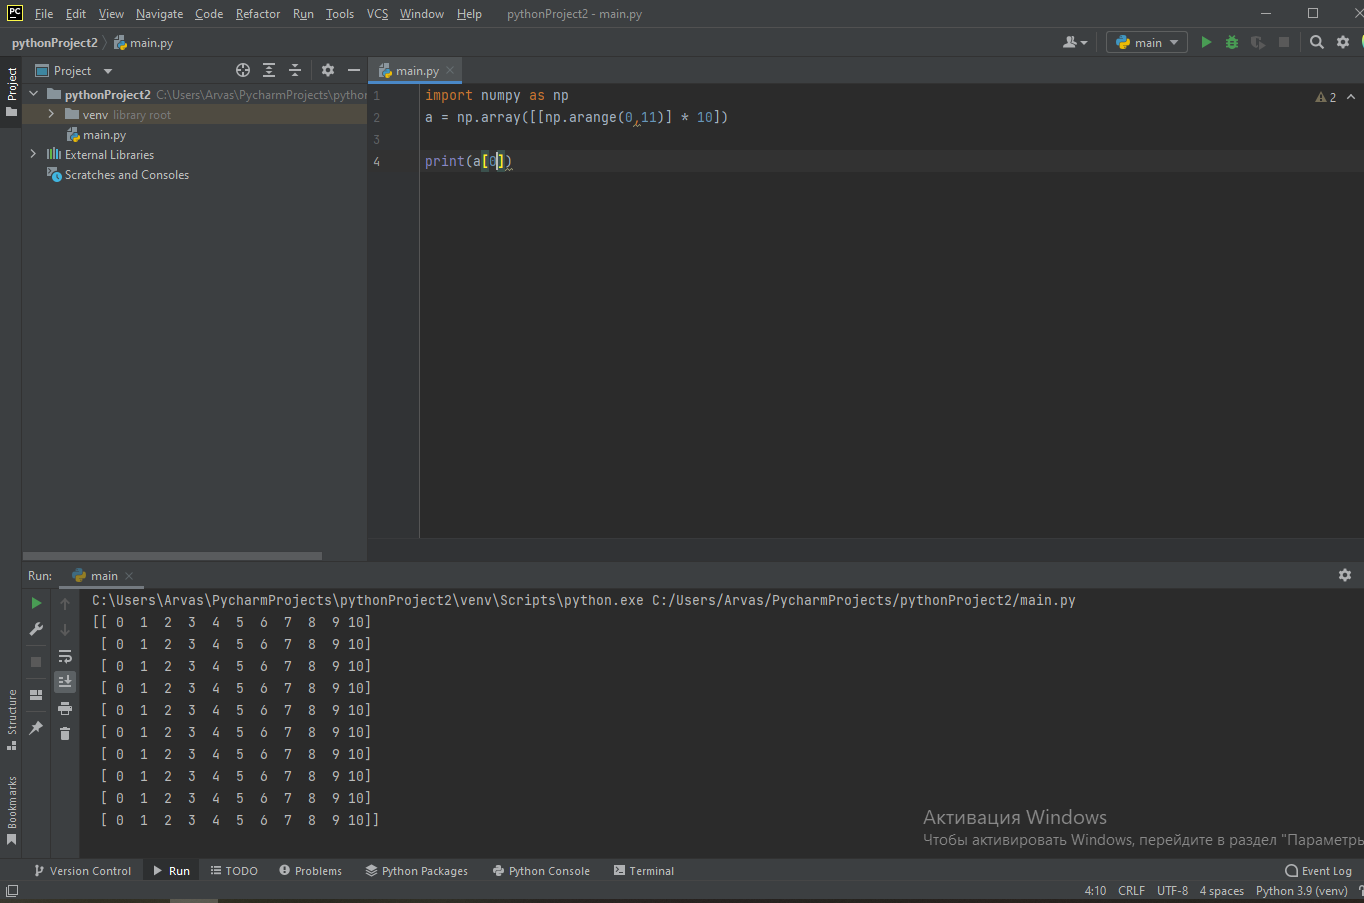 PC File Edit View Navigate Code Refactor Run Tools VCS Window Help pythonProject2 - main.py
pythonProject2 main.py main
Project Project main.py
pythonProject2 C:\Users\Arvas\PycharmProjects\python
venv library root
main.py
External Libraries
Scratches and Consoles
1 import numpy as np 2
2 a = np.array([[np.arange(0,11)] * 10])
3
4 print(a[0])
Run: main
C:\Users\Arvas\PycharmProjects\pythonProject2\venv\Scripts\python.exe C:/Users/Arvas/PycharmProjects/pythonProject2/main.py
[[ 0 1 2 3 4 5 6 7 8 9 10]
[ 0 1 2 3 4 5 6 7 8 9 10]
[ 0 1 2 3 4 5 6 7 8 9 10]
[ 0 1 2 3 4 5 6 7 8 9 10]
[ 0 1 2 3 4 5 6 7 8 9 10]
[ 0 1 2 3 4 5 6 7 8 9 10]
[ 0 1 2 3 4 5 6 7 8 9 10]
[ 0 1 2 3 4 5 6 7 8 9 10]
[ 0 1 2 3 4 5 6 7 8 9 10]
[ 0 1 2 3 4 5 6 7 8 9 10]]
Structure
Bookmarks
Активация Windows
Чтобы активировать Windows, перейдите в раздел "Параметры
Version Control Run TODO Problems Python Packages Python Console Terminal Event Log
4:10 CRLF UTF-8 4 spaces Python 3.9 (venv)